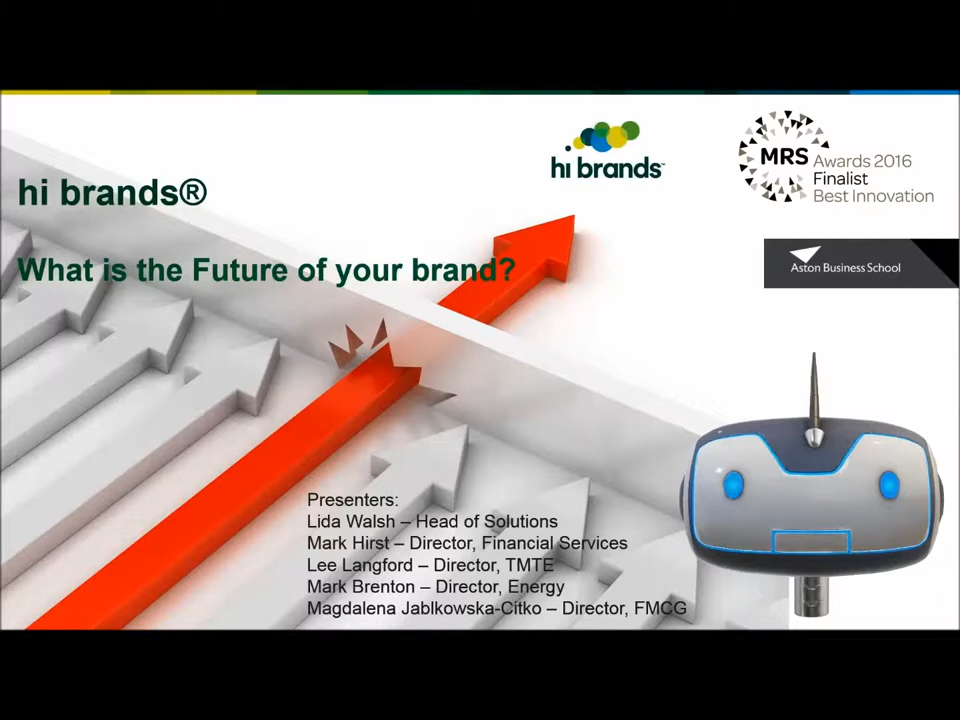 hi brands™
MRS Awards 2016
Finalist
Best Innovation
hi brands®
What is the Future of your brand?
Aston Business School
Presenters:
Lida Walsh – Head of Solutions
Mark Hirst – Director, Financial Services
Lee Langford – Director, TMTE
Mark Brenton – Director, Energy
Magdalena Jablkowska-Citko – Director, FMCG